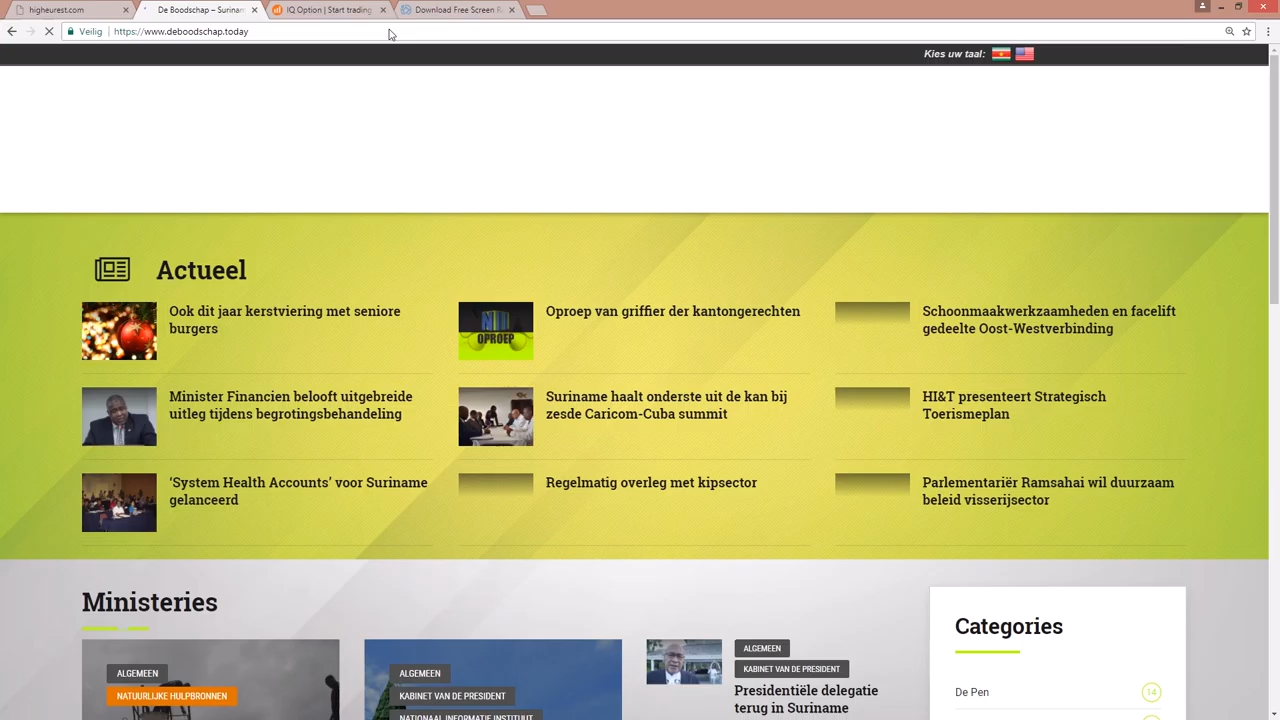 higheurest.com
De Boodschap – Surinam
IQ Option | Start trading
Download Free Screen R
Veilig
https://www.deboodschap.today
Kies uw taal:
Actueel
Ook dit jaar kerstviering met seniore
burgers
Oproep van griffier der kantongerechten
OPROEP
Schoonmaakwerkzaamheden en facelift
gedeelte Oost-Westverbinding
Minister Financien belooft uitgebreide
uitleg tijdens begrotingsbehandeling
Suriname haalt onderste uit de kan bij
zesde Caricom-Cuba summit
HI&T presenteert Strategisch
Toerismeplan
‘System Health Accounts’ voor Suriname
gelanceerd
Regelmatig overleg met kipsector
Parlementariër Ramsahai wil duurzaam
beleid visserijsector
Ministeries
ALGEMEEN
NATUURLIJKE HULPBRONNEN
ALGEMEEN
KABINET VAN DE PRESIDENT
NATIONAAL INFORMATIE INSTITUUT
ALGEMEEN
KABINET VAN DE PRESIDENT
Presidentiële delegatie
terug in Suriname
Categories
De Pen
14